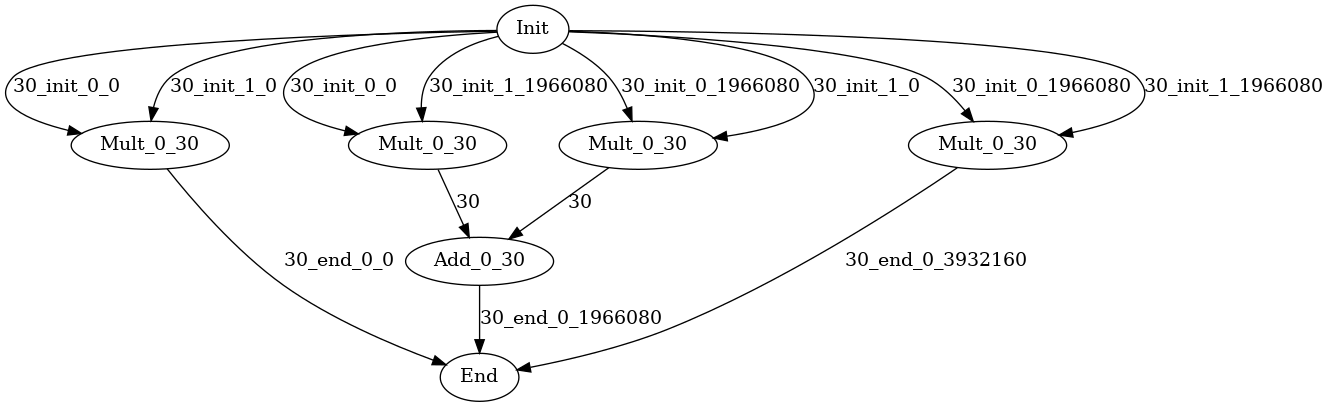 Init
30_init_0_0
30_init_1_0
30_init_0_0
30_init_1_1966080
30_init_0_1966080
30_init_1_0
30_init_0_1966080
30_init_1_1966080
Mult_0_30
Mult_0_30
Mult_0_30
Mult_0_30
30
30
30_end_0_0
Add_0_30
30_end_0_3932160
30_end_0_1966080
End